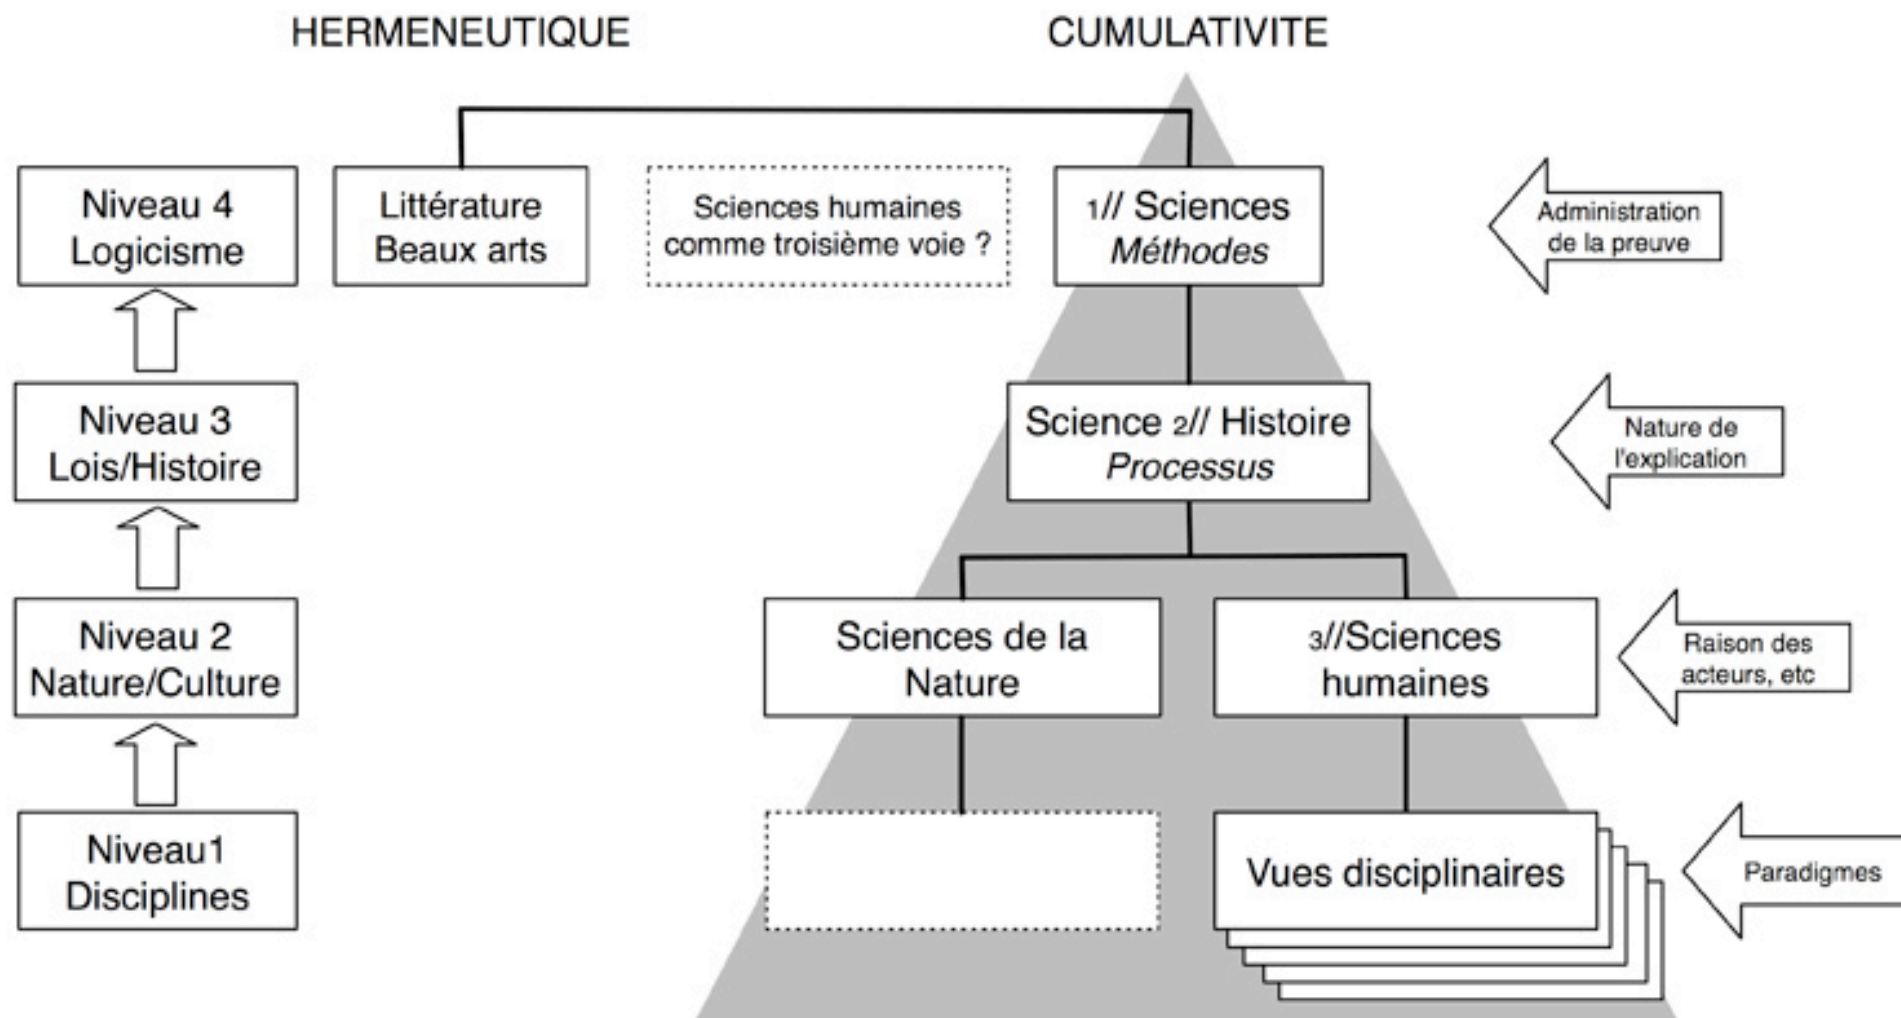 HERMENEUTIQUE
CUMULATIVITE
Niveau 4
Logicisme
Littérature
Beaux arts
Sciences humaines
comme troisième voie ?
1// Sciences
Méthodes
Administration
de la preuve
Niveau 3
Lois/Histoire
Science 2// Histoire
Processus
Nature de
l'explication
Niveau 2
Nature/Culture
Sciences de la
Nature
3//Sciences
humaines
Raison des
acteurs, etc
Niveau1
Disciplines
Vues disciplinaires
Paradigmes